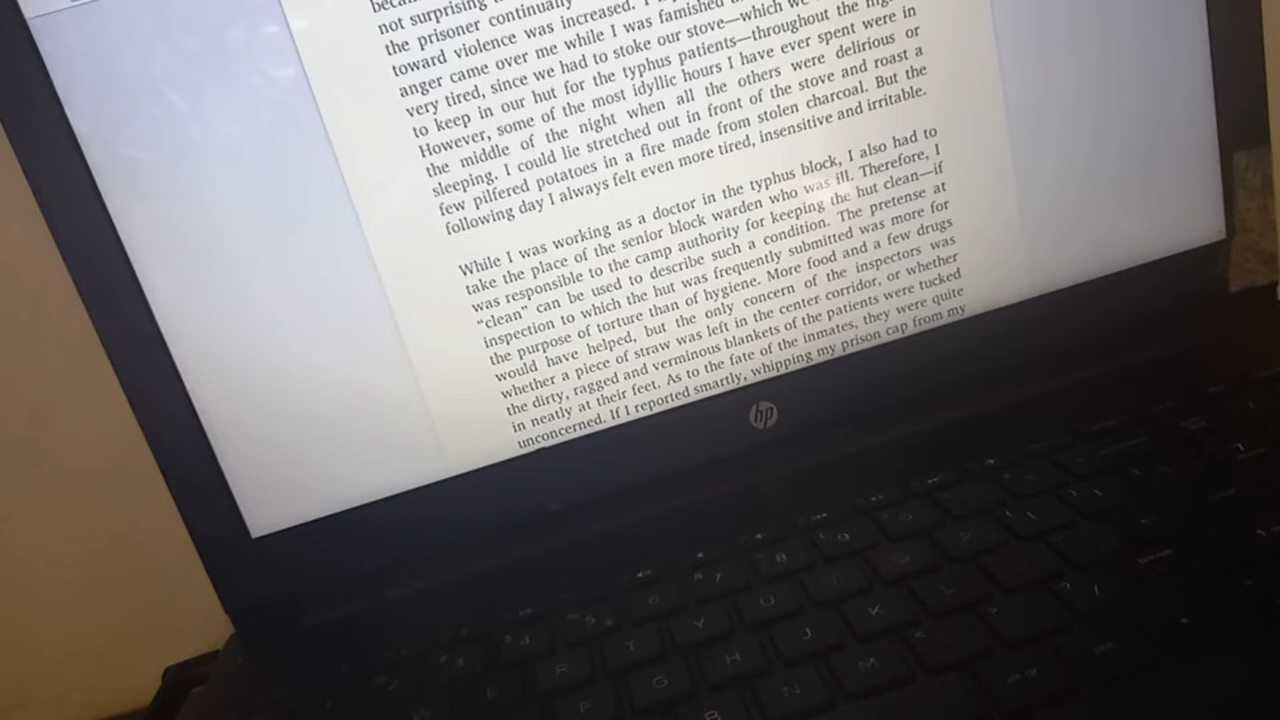 not surprising
the prisoner continually
toward violence was increased.
anger came over me while I was famished
very tired, since we had to stoke our stove—which we
to keep in our hut for the typhus patients—throughout the
However, some of the most idyllic hours I have ever spent were in
the middle of the night when all the others were delirious or
sleeping. I could lie stretched out in front of the stove and roast a
few pilfered potatoes in a fire made from stolen charcoal. But the
following day I always felt even more tired, insensitive and irritable.
While I was working as a doctor in the typhus block, I also had to
take the place of the senior block warden who was ill. Therefore, I
was responsible to the camp authority for keeping the hut clean—if
“clean” can be used to describe such a condition. The pretense at
inspection to which the hut was frequently submitted was more for
the purpose of torture than of hygiene. More food and a few drugs
would have helped, but the only concern of the inspectors was
whether a piece of straw was left in the center corridor, or whether
the dirty, ragged and verminous blankets of the patients were tucked
in neatly at their feet. As to the fate of the inmates, they were quite
unconcerned. If I reported smartly, whipping my prison cap from my
hp
7
8
9
R
T
Y
U
F
G
H
J
K
L
B
N
M